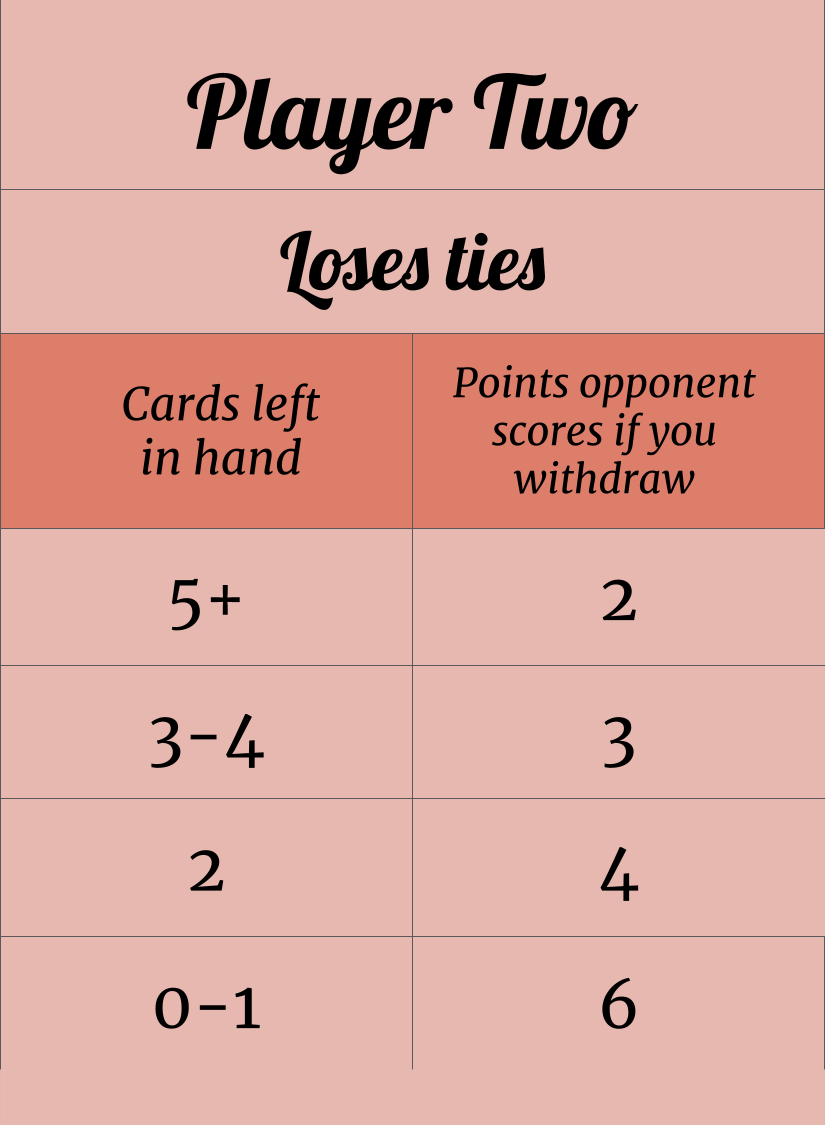 Player Two
Loses ties
Cards left
in hand
Points opponent
scores if you
withdraw
5+
2
3-4
3
2
4
0-1
6